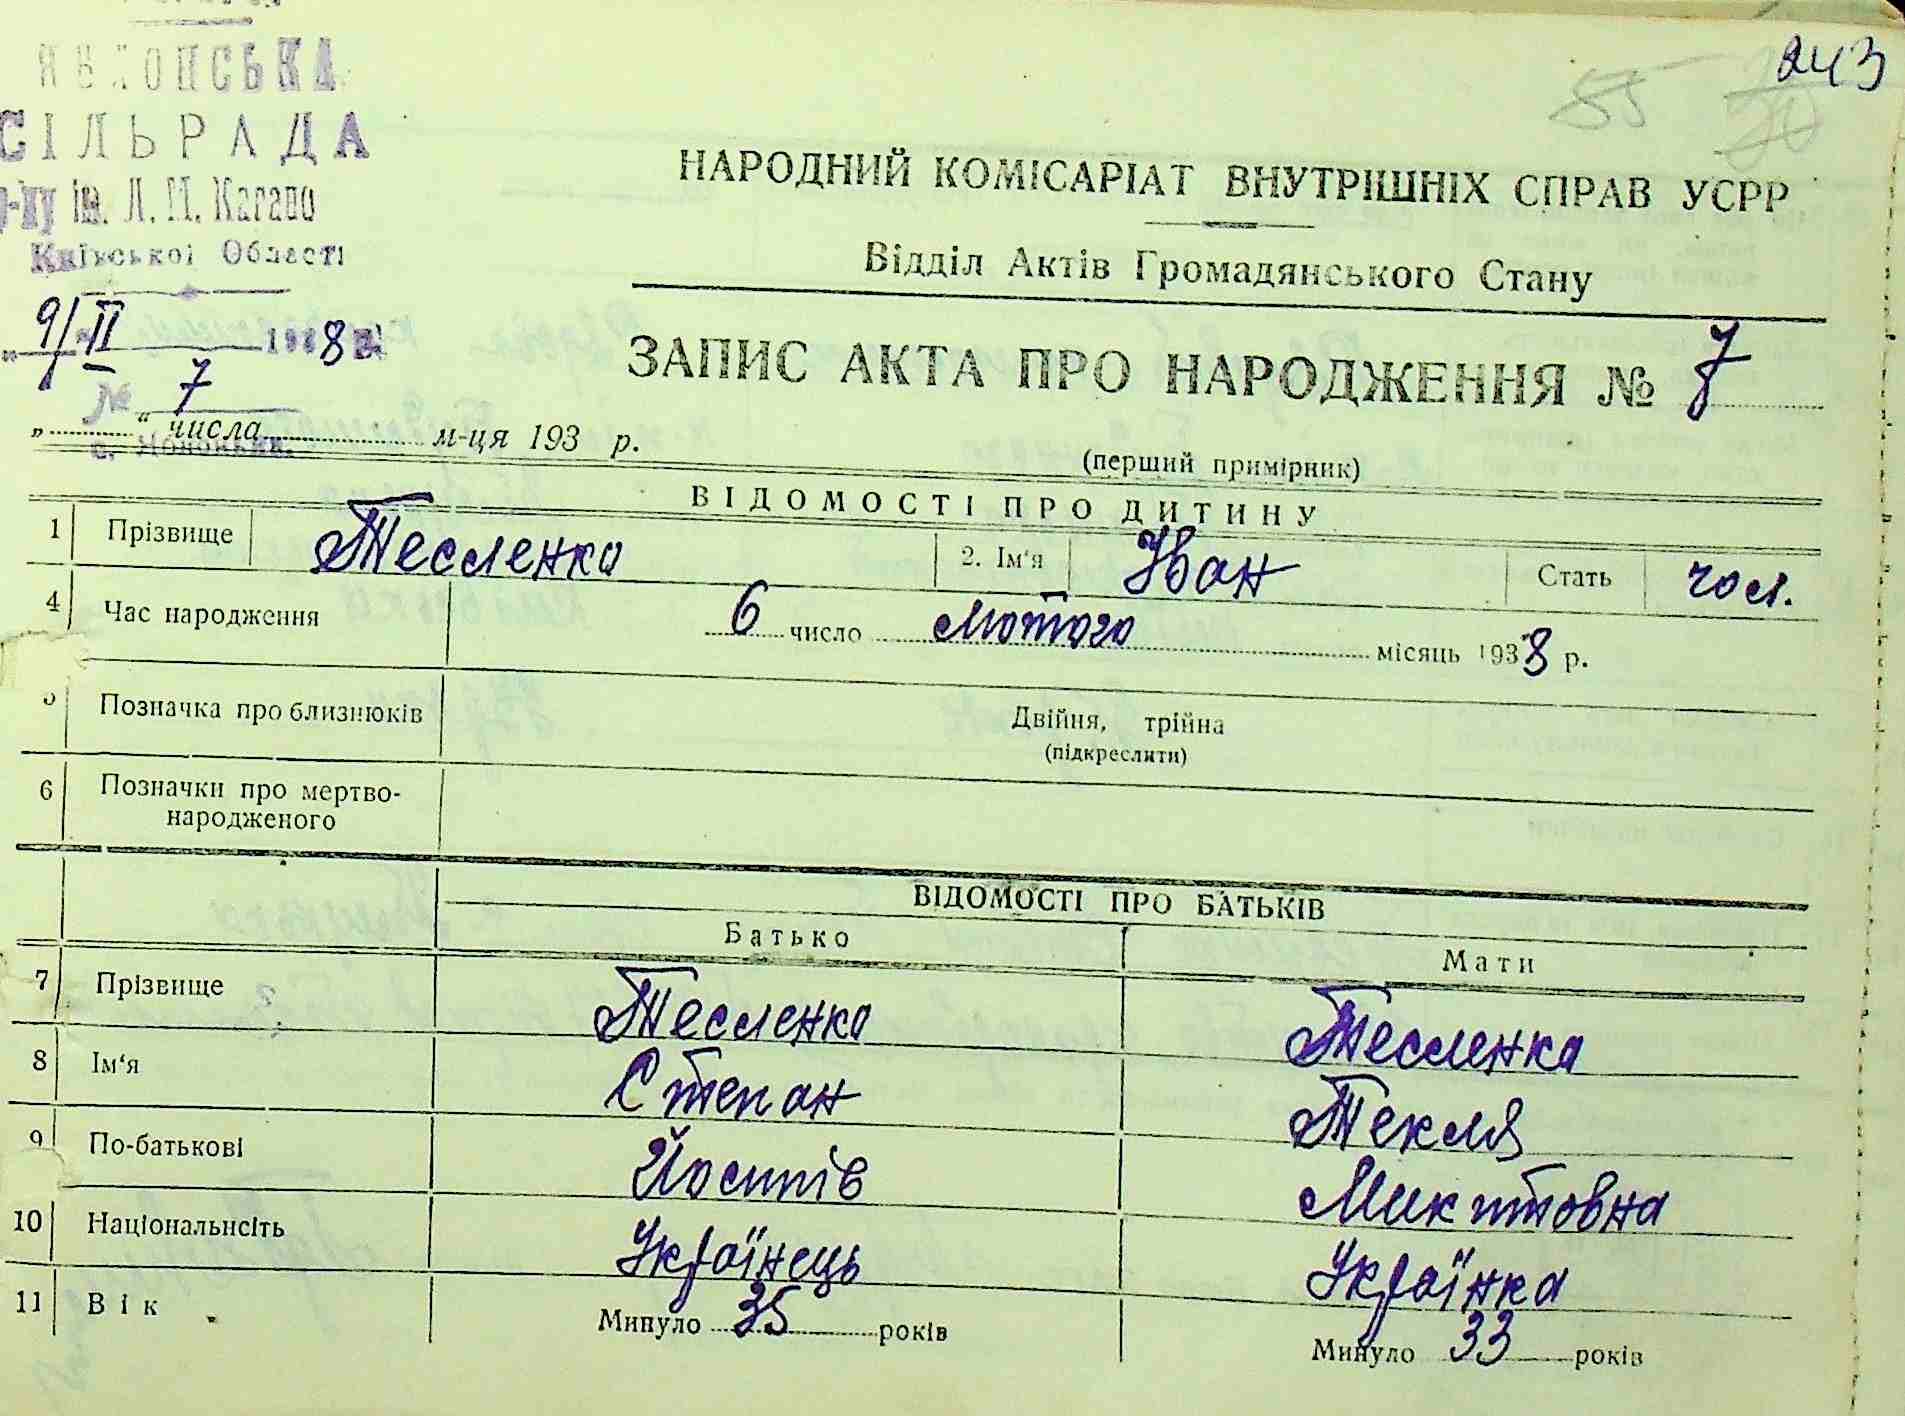 243
55
СІЛЬРАДА
ім. Л. М. Кагано
Київської Області
НАРОДНИЙ КОМІСАРІАТ ВНУТРІШНІХ СПРАВ УСРР
Відділ Актів Громадянського Стану
„9/" II 1938 р.
№ 7
ЗАПИС АКТА ПРО НАРОДЖЕННЯ № 7
„ “ числа м-ця 193 р.
(перший примірник)
ВІДОМОСТІ ПРО ДИТИНУ
1 Прізвище Тесленко 2. Ім'я Іван Стать чол.
4 Час народження 6 число лютого місяць 1938 р.
5 Позначка про близнюків Двійня, трійна
(підкреслити)
6 Позначки про мертво-
народженого
ВІДОМОСТІ ПРО БАТЬКІВ
Батько Мати
7 Прізвище Тесленко Тесленка
8 Ім'я Степан Текля
9 По-батькові Йосипів Микитовна
10 Національнсіть Українець Українка
11 Вік Минуло 35 років Минуло 33 років